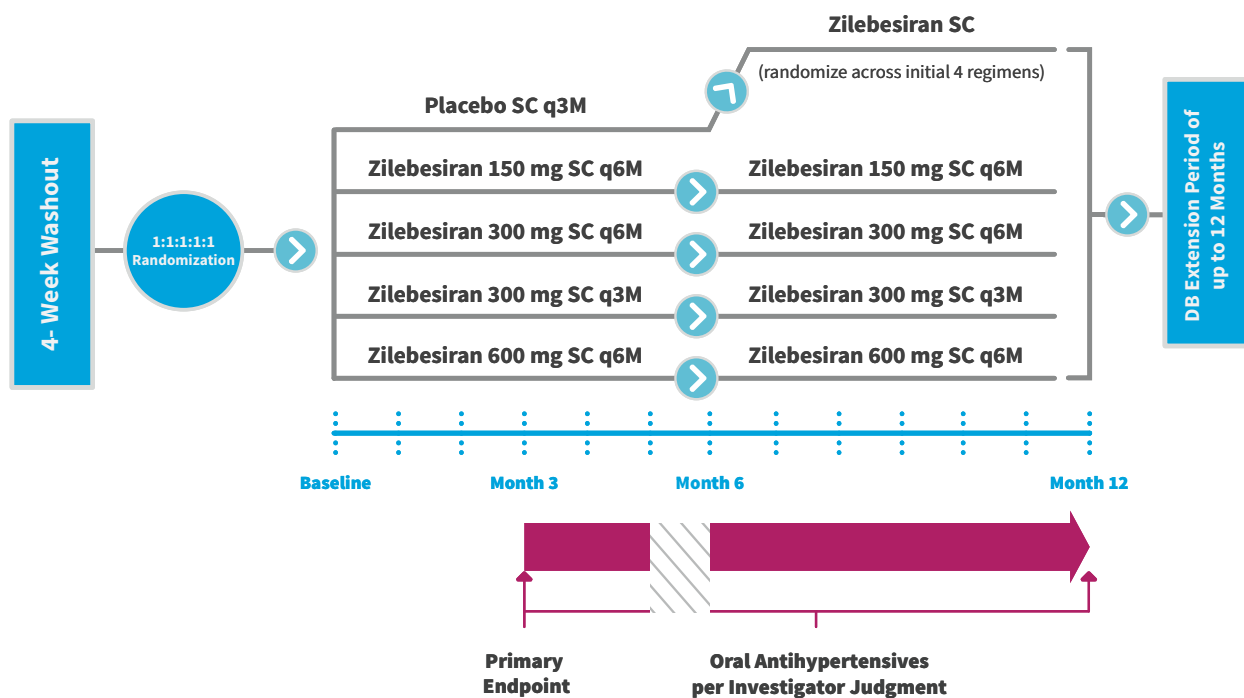 4- Week Washout
1:1:1:1:1
Randomization
Placebo SC q3M
Zilebesiran SC
(randomize across initial 4 regimens)
Zilebesiran 150 mg SC q6M
Zilebesiran 150 mg SC q6M
Zilebesiran 300 mg SC q6M
Zilebesiran 300 mg SC q6M
Zilebesiran 300 mg SC q3M
Zilebesiran 300 mg SC q3M
Zilebesiran 600 mg SC q6M
Zilebesiran 600 mg SC q6M
DB Extension Period of
up to 12 Months
Baseline
Month 3
Month 6
Month 12
Primary
Endpoint
Oral Antihypertensives
per Investigator Judgment